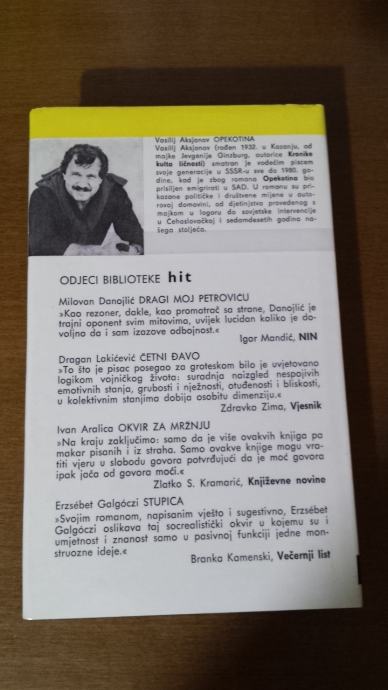 Vasilij Aksjonov OPEKOTINA
Vasilij Aksjonov (rođen 1932. u Kazanju, od
majke Jevgenije Ginzburg, autorice Kronike
kulta ličnosti) smatran je vodećim piscem
svoje generacije u SSSR-u sve do 1980. go-
dine, kad je zbog romana Opekotina bio
prisiljen emigrirati u SAD. U romanu su pri-
kazane političke i društvene mijene u auto-
rovoj domovini, od djetinjstva provedenog s
majkom u logoru do sovjetske intervencije
u Čehoslovačkoj i sedamdesetih godina na-
šega stoljeća.
ODJECI BIBLIOTEKE hit
Milovan Danojlić DRAGI MOJ PETROVIĆU
»Kao rezoner, dakle, kao promatrač sa strane, Danojlić je
trajni oponent svim mitovima, uvijek lucidan koliko je do-
voljno da i sam izazove odbojnost.«
Igor Mandić, NIN
Dragan Lakićević ČETNI ĐAVO
»To što je pisac posegao za groteskom bilo je uvjetovano
logikom vojničkog života: suradnja naizgled nespojivih
emotivnih stanja, grubosti i nježnosti, otuđenosti i bliskosti,
u kolektivnim stanjima dobija osobitu dimenziju.«
Zdravko Zima, Vjesnik
Ivan Aralica OKVIR ZA MRŽNJU
»Na kraju zaključimo: samo da je više ovakvih knjiga pa
makar pisanih i iz straha. Samo ovakve knjige mogu vra-
titi vjeru u slobodu govora potvrđujući da je moć govora
ipak jača od govora moći.«
Zlatko S. Kramarić, Književne novine
Erzsébet Galgóczi STUPICA
»Svojim romanom, napisanim vješto i sugestivno, Erzsébet
Galgóczi oslikava taj socrealistički okvir u kojemu su i
umjetnost i znanost samo u pasivnoj funkciji jedne mon-
struozne ideje.«
Branka Kamenski, Večernji list